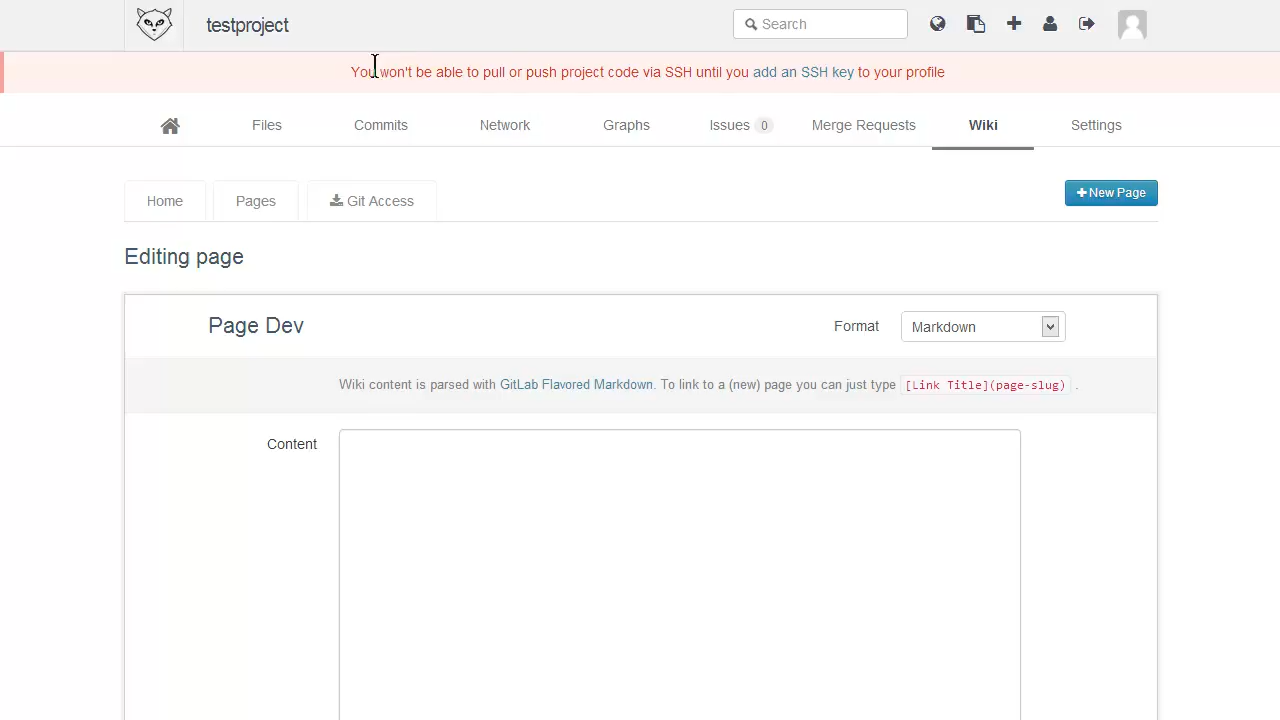 testproject
Search
You won't be able to pull or push project code via SSH until you add an SSH key to your profile
Files Commits Network Graphs Issues 0 Merge Requests Wiki Settings
Home Pages Git Access New Page
Editing page
Page Dev Format Markdown
Wiki content is parsed with GitLab Flavored Markdown. To link to a (new) page you can just type [Link Title](page-slug) .
Content